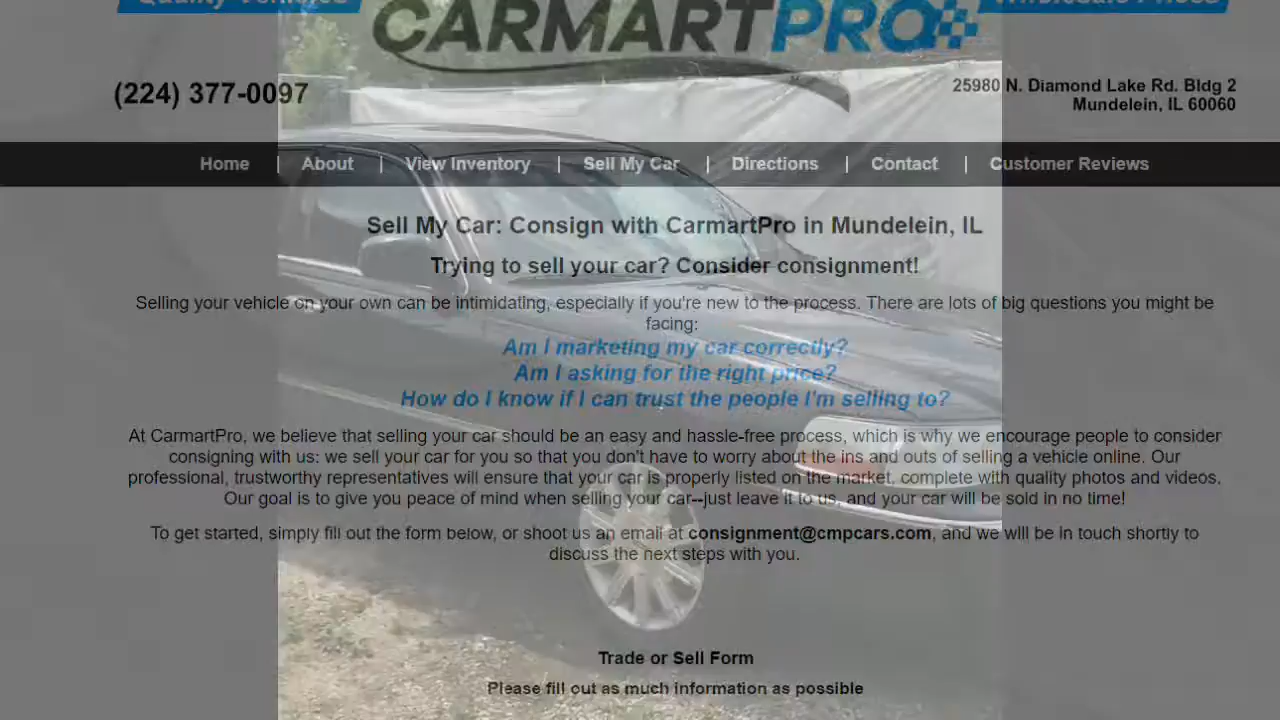 Quality Vehicles
Wholesale Prices
CARMARTPRO
(224) 377-0097
25980 N. Diamond Lake Rd. Bldg 2
Mundelein, IL 60060
Home | About | View Inventory | Sell My Car | Directions | Contact | Customer Reviews
Sell My Car: Consign with CarmartPro in Mundelein, IL
Trying to sell your car? Consider consignment!
Selling your vehicle on your own can be intimidating, especially if you're new to the process. There are lots of big questions you might be
facing:
Am I marketing my car correctly?
Am I asking for the right price?
How do I know if I can trust the people I'm selling to?
At CarmartPro, we believe that selling your car should be an easy and hassle-free process, which is why we encourage people to consider
consigning with us: we sell your car for you so that you don't have to worry about the ins and outs of selling a vehicle online. Our
professional, trustworthy representatives will ensure that your car is properly listed on the market, complete with quality photos and videos.
Our goal is to give you peace of mind when selling your car--just leave it to us, and your car will be sold in no time!
To get started, simply fill out the form below, or shoot us an email at consignment@cmpcars.com, and we will be in touch shortly to
discuss the next steps with you.
Trade or Sell Form
Please fill out as much information as possible